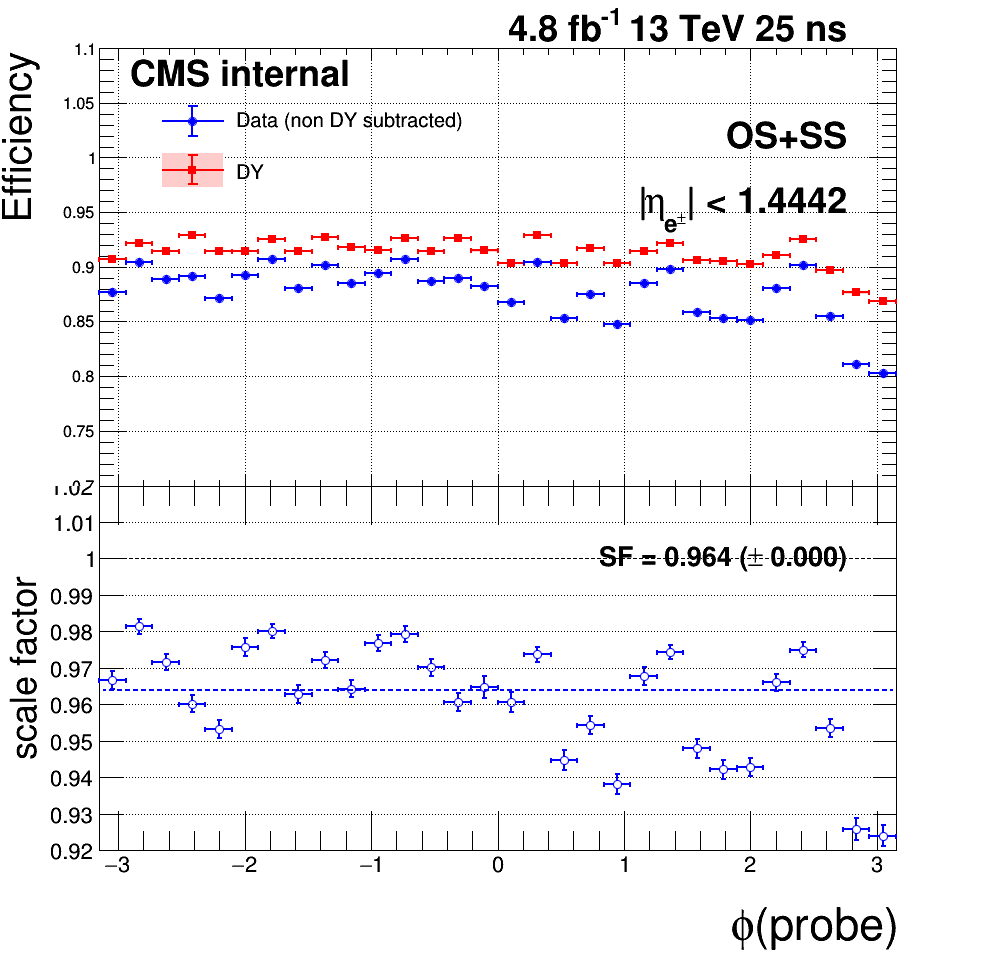 4.8 fb-1 13 TeV 25 ns
Efficiency
1.1
1.05
1
0.95
0.9
0.85
0.8
0.75
CMS internal
Data (non DY subtracted)
DY
OS+SS
|ηe±| < 1.4442
scale factor
1.02
1.01
1
0.99
0.98
0.97
0.96
0.95
0.94
0.93
0.92
SF = 0.964 (± 0.000)
−3 −2 −1 0 1 2 3
ϕ(probe)